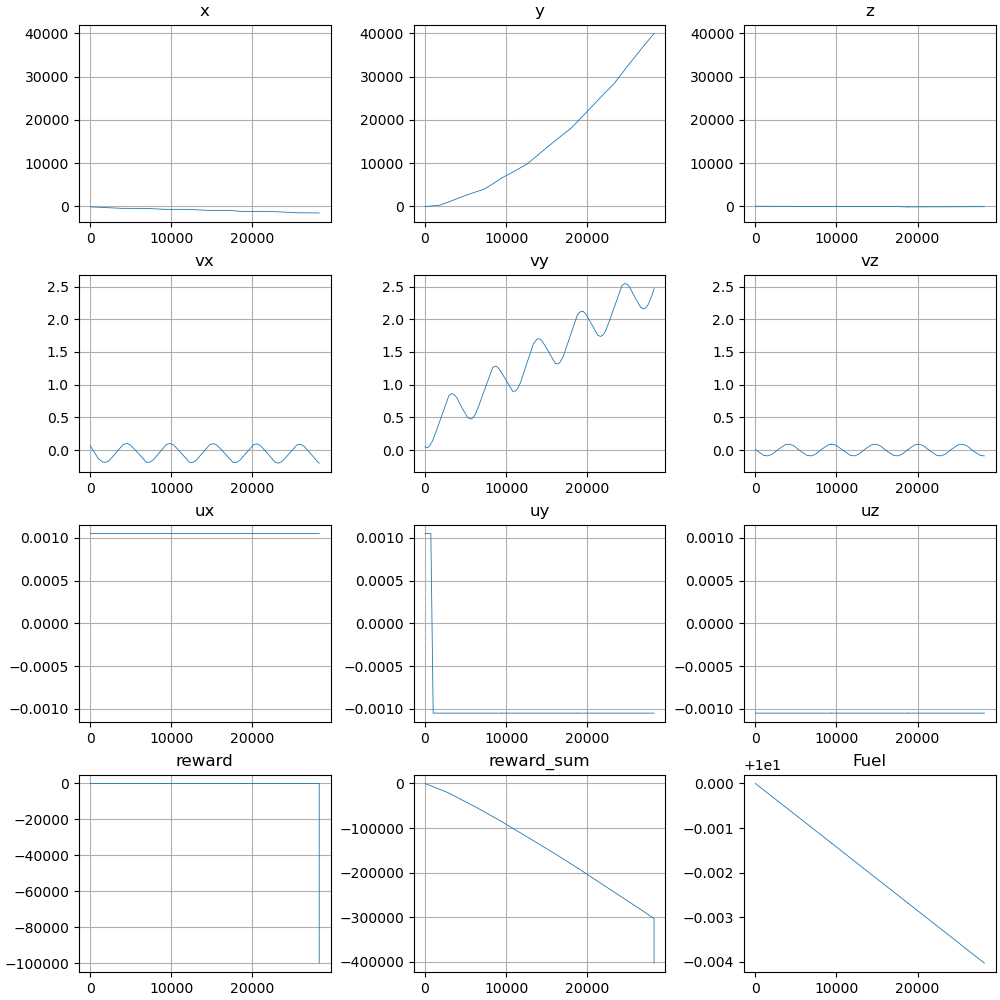 x y z
40000 40000 40000
30000 30000 30000
20000 20000 20000
10000 10000 10000
0 0 0
0 10000 20000 0 10000 20000 0 10000 20000
vx vy vz
2.5 2.5 2.5
2.0 2.0 2.0
1.5 1.5 1.5
1.0 1.0 1.0
0.5 0.5 0.5
0.0 0.0 0.0
0 10000 20000 0 10000 20000 0 10000 20000
ux uy uz
0.0010 0.0010 0.0010
0.0005 0.0005 0.0005
0.0000 0.0000 0.0000
−0.0005 −0.0005 −0.0005
−0.0010 −0.0010 −0.0010
0 10000 20000 0 10000 20000 0 10000 20000
reward reward_sum Fuel
+1e1
0 0 0.000
−20000 −100000 −0.001
−40000 −200000 −0.002
−60000 −300000 −0.003
−80000 −400000 −0.004
−100000
0 10000 20000 0 10000 20000 0 10000 20000